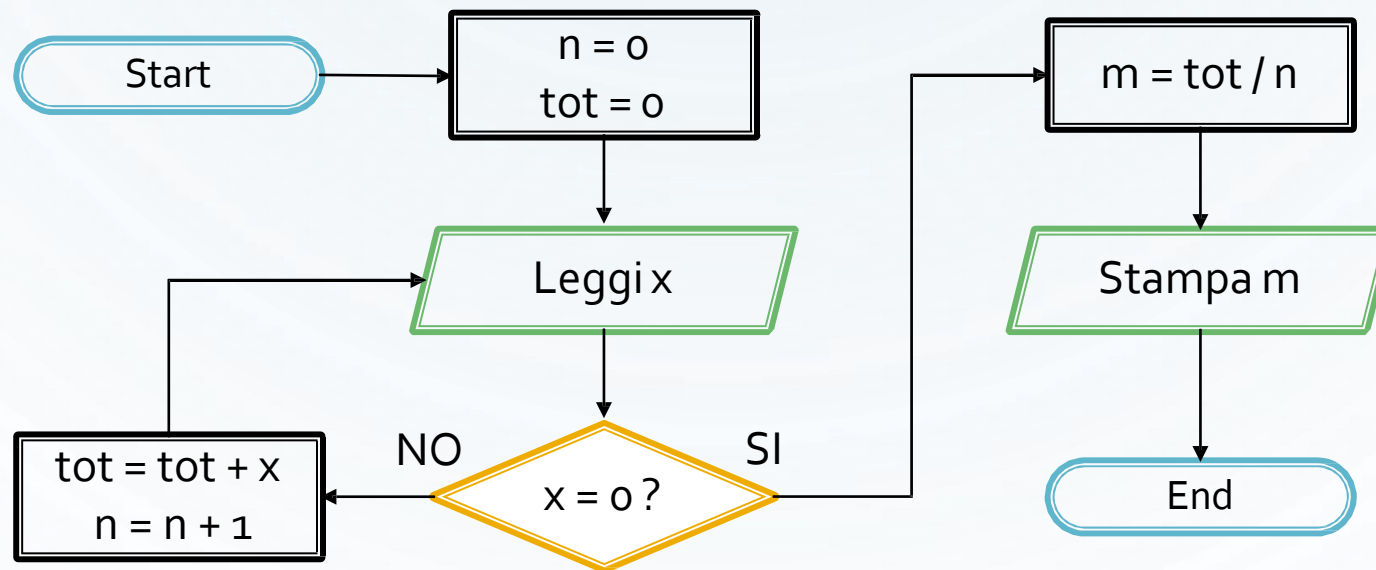 Start
n = 0
tot = 0
Leggi x
x = 0 ?
NO
tot = tot + x
n = n + 1
SI
m = tot / n
Stampa m
End